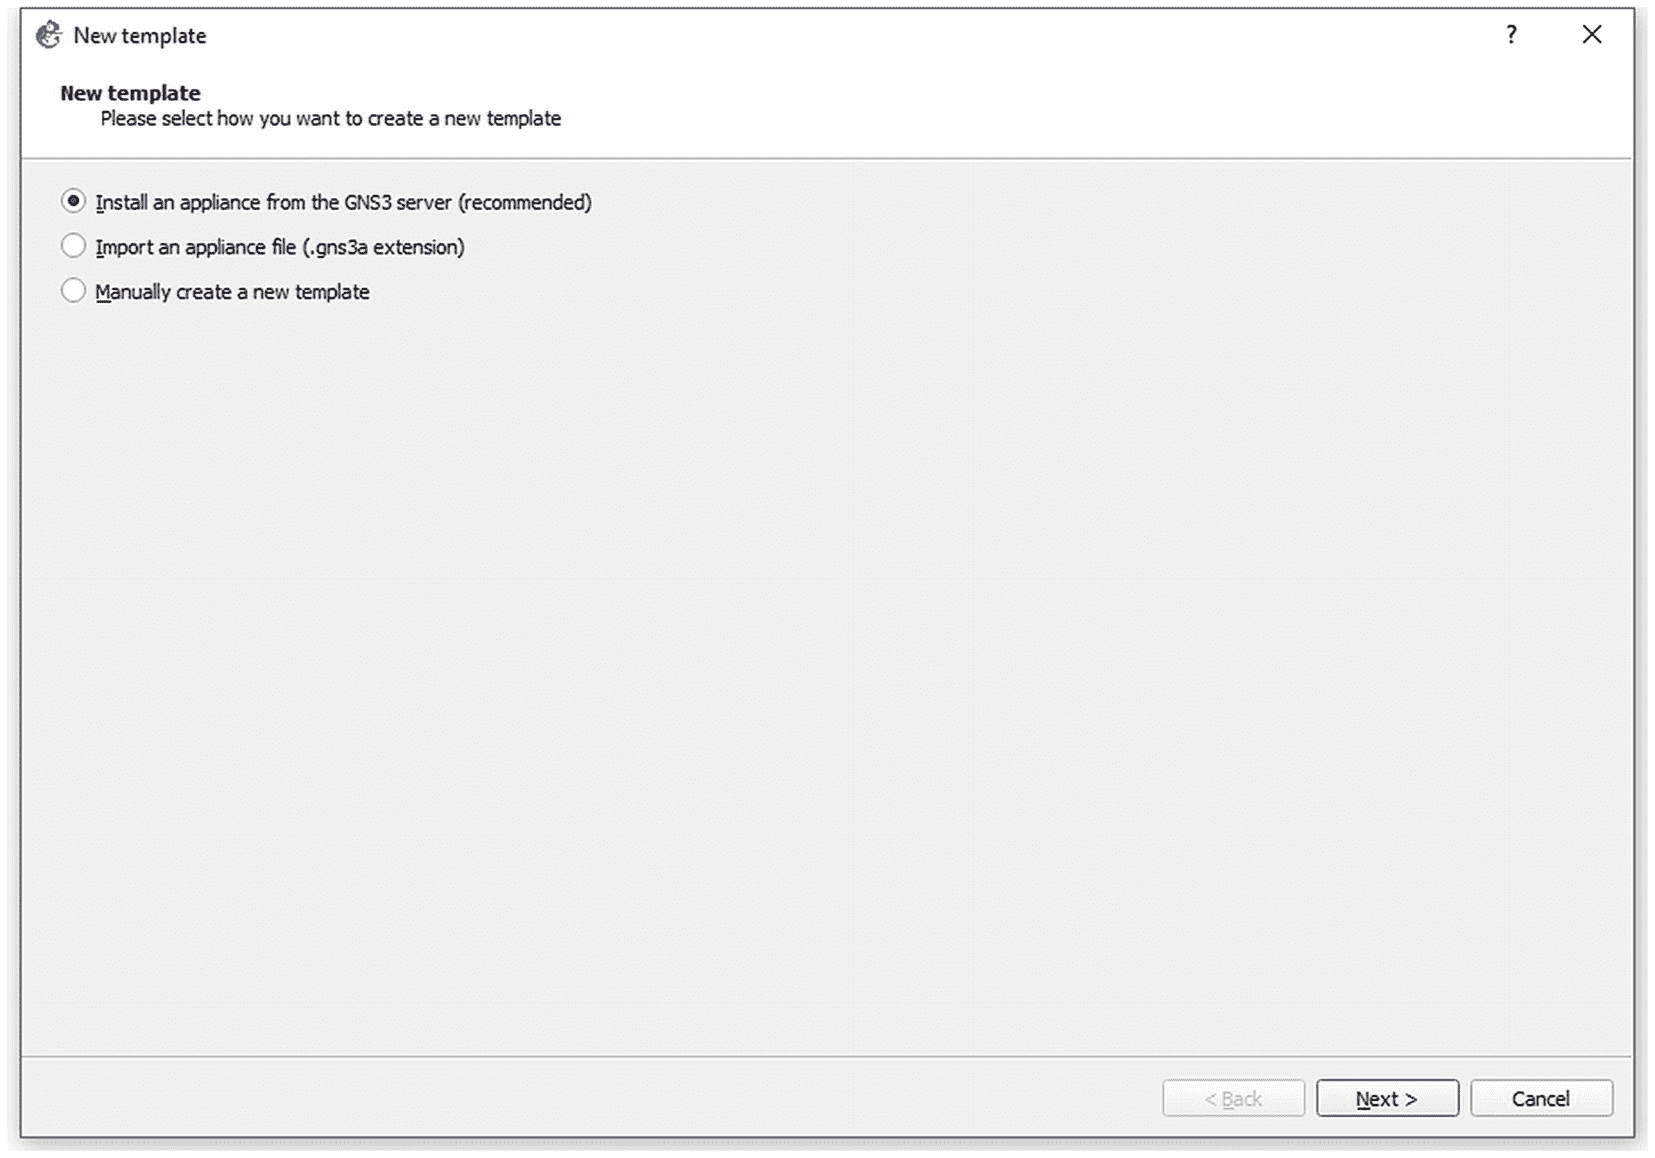 New template
?
New template
Please select how you want to create a new template
Install an appliance from the GNS3 server (recommended)
Import an appliance file (.gns3a extension)
Manually create a new template
< Back Next > Cancel